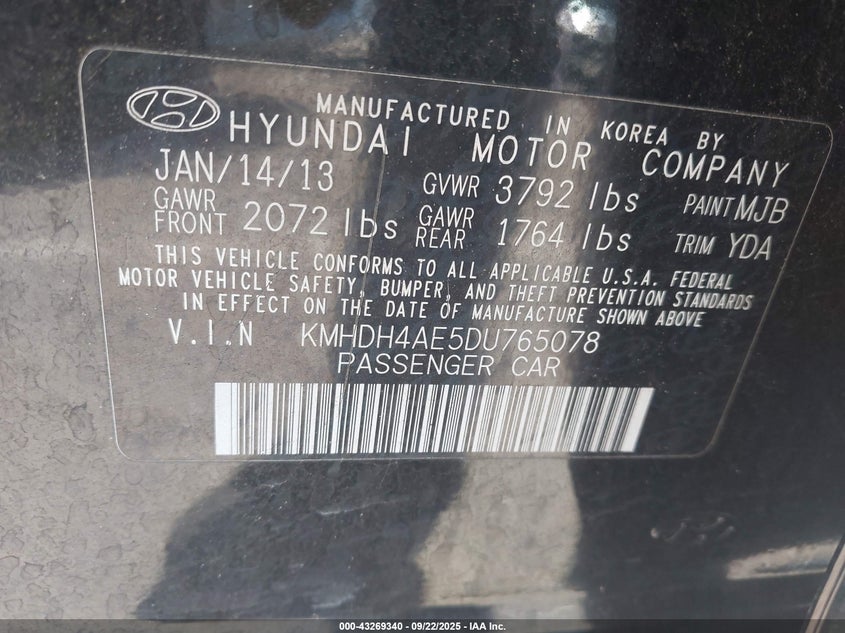 MANUFACTURED IN KOREA BY
HYUNDAI MOTOR COMPANY
JAN/14/13 GVWR 3792 lbs PAINT MJB
GAWR FRONT 2072 lbs GAWR REAR 1764 lbs TRIM YDA
THIS VEHICLE CONFORMS TO ALL APPLICABLE U.S.A. FEDERAL
MOTOR VEHICLE SAFETY, BUMPER, AND THEFT PREVENTION STANDARDS
IN EFFECT ON THE DATE OF MANUFACTURE SHOWN ABOVE
V.I.N KMHDH4AE5DU765078
PASSENGER CAR
000-43269340 - 09/22/2025 - IAA Inc.